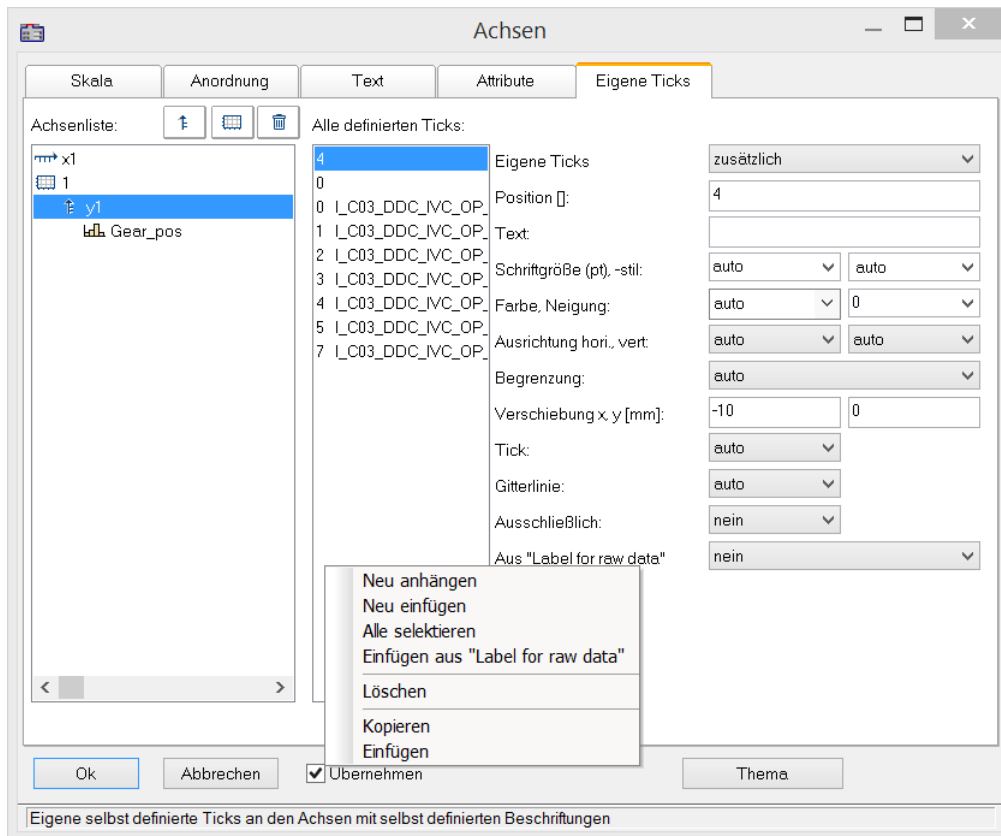 Achsen
Skala Anordnung Text Attribute Eigene Ticks
Achsenliste: Alle definierten Ticks:
x1
1
y1
Gear_pos
4
0
0 I_C03_DDC_IVC_OP_
1 I_C03_DDC_IVC_OP_
2 I_C03_DDC_IVC_OP_
3 I_C03_DDC_IVC_OP_
4 I_C03_DDC_IVC_OP_
5 I_C03_DDC_IVC_OP_
7 I_C03_DDC_IVC_OP_
Eigene Ticks zusätzlich
Position []: 4
Text:
Schriftgröße (pt), -stil: auto auto
Farbe, Neigung: auto 0
Ausrichtung hori., vert: auto auto
Begrenzung: auto
Verschiebung x, y [mm]: -10 0
Tick: auto
Gitterlinie: auto
Ausschließlich: nein
Aus "Label for raw data" nein
Neu anhängen
Neu einfügen
Alle selektieren
Einfügen aus "Label for raw data"
Löschen
Kopieren
Einfügen
Ok Abbrechen Übernehmen Thema
Eigene selbst definierte Ticks an den Achsen mit selbst definierten Beschriftungen